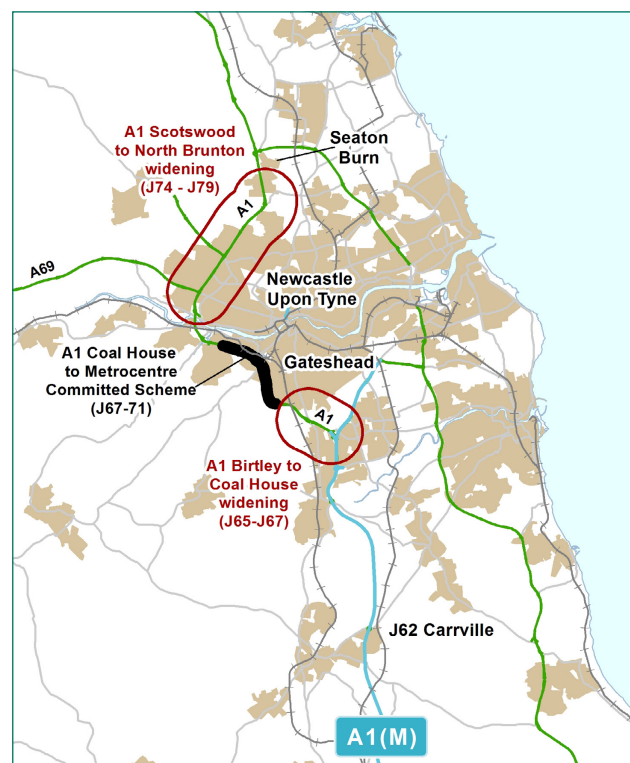 A1 Scotswood
to North Brunton
widening
(J74 - J79)
Seaton
Burn
A1
A69
Newcastle
Upon Tyne
A1 Coal House
to Metrocentre
Committed Scheme
(J67-71)
Gateshead
A1
A1 Birtley to
Coal House
widening
(J65-J67)
J62 Carrville
A1(M)